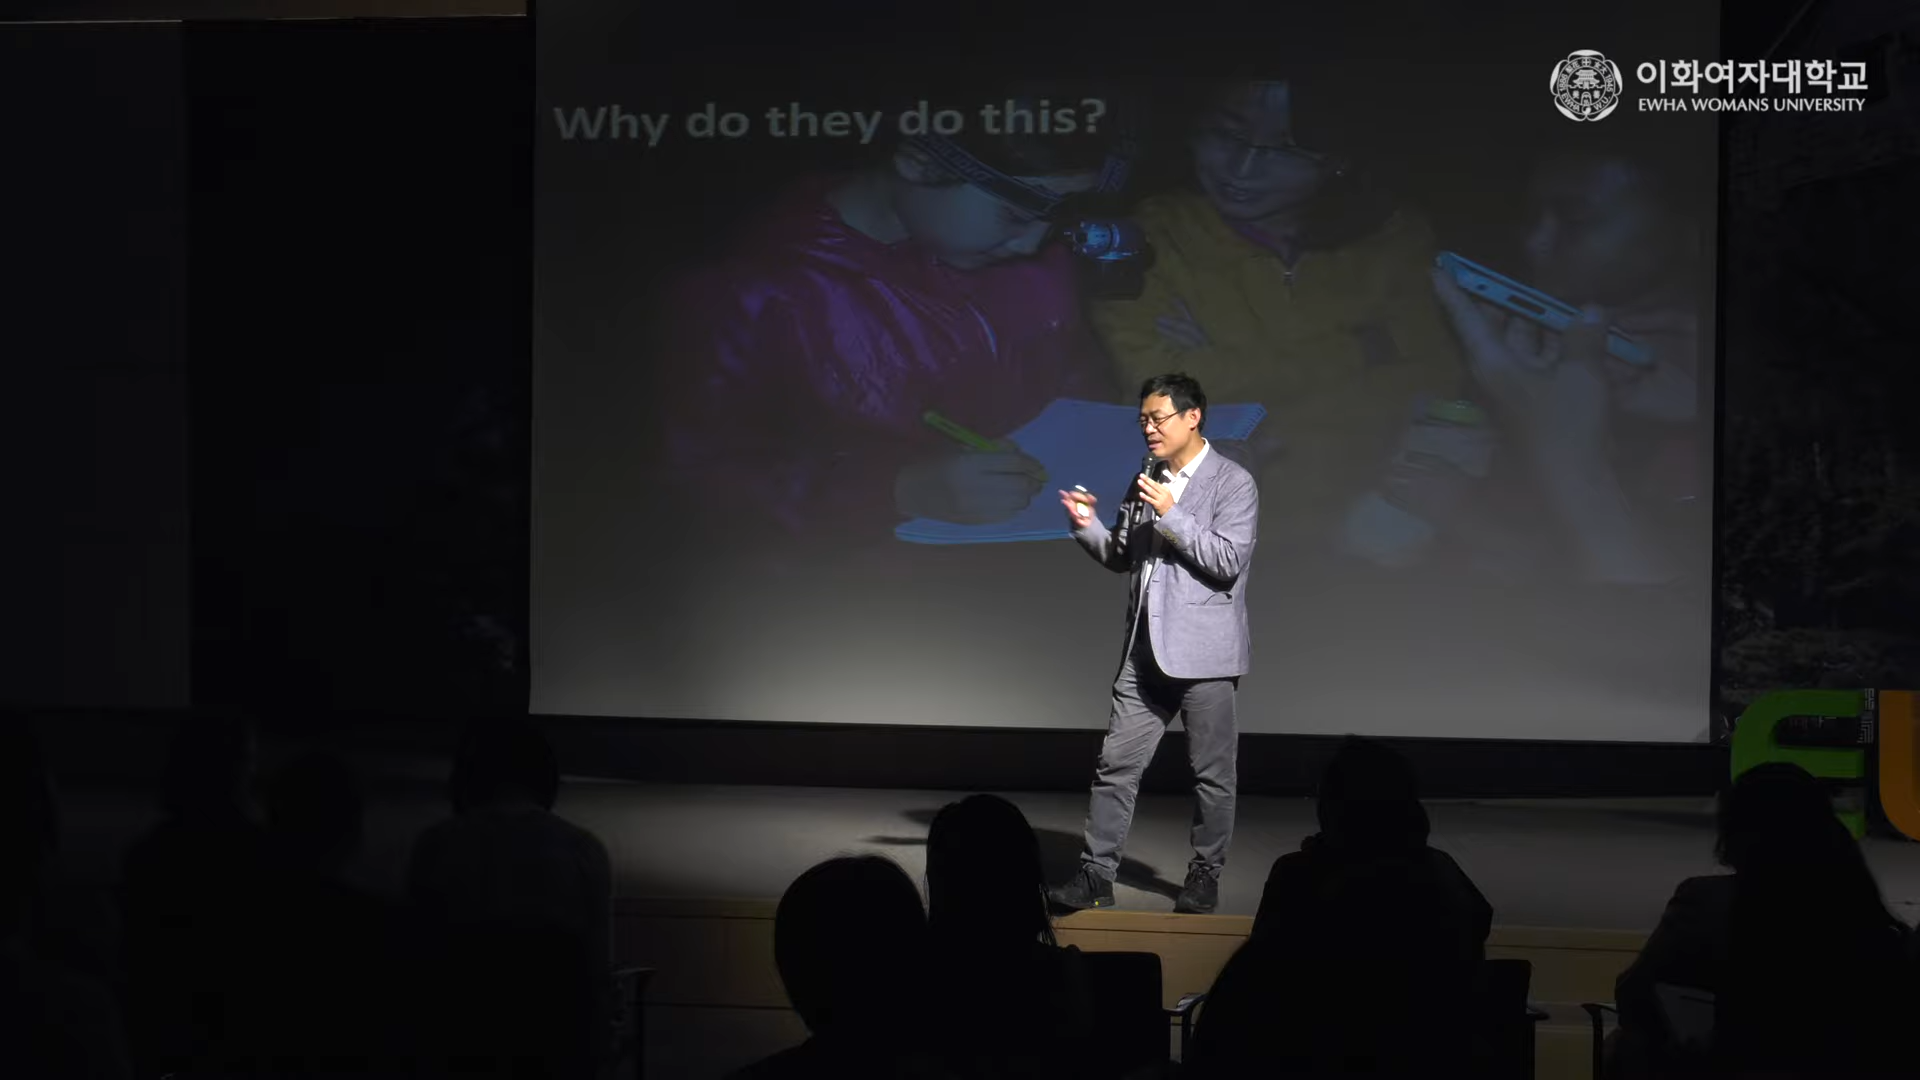 이화여자대학교
EWHA WOMANS UNIVERSITY
Why do they do this?